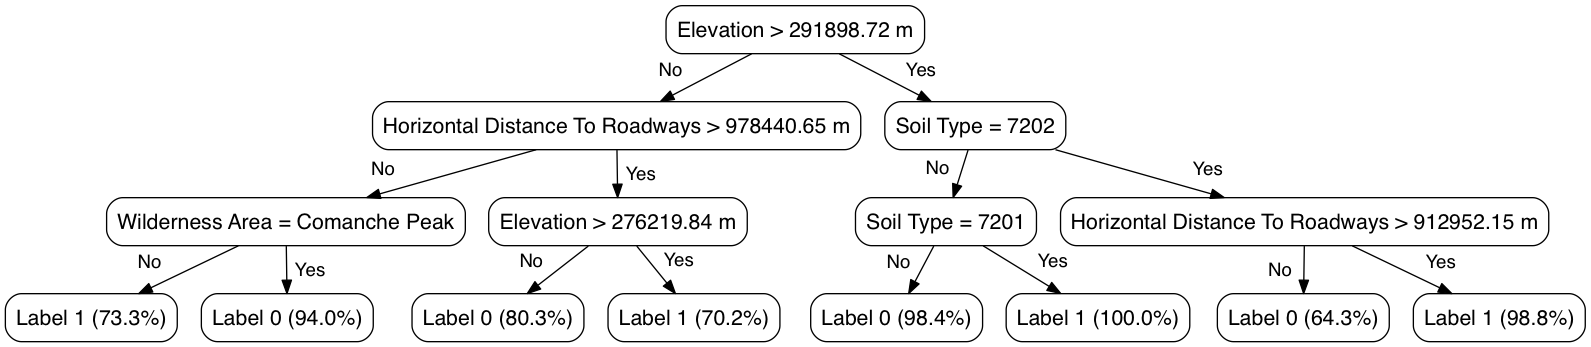 Elevation > 291898.72 m
No
Yes
Horizontal Distance To Roadways > 978440.65 m
Soil Type = 7202
No
Yes
No
Yes
Wilderness Area = Comanche Peak
Elevation > 276219.84 m
Soil Type = 7201
Horizontal Distance To Roadways > 912952.15 m
No
Yes
No
Yes
No
Yes
No
Yes
Label 1 (73.3%)
Label 0 (94.0%)
Label 0 (80.3%)
Label 1 (70.2%)
Label 0 (98.4%)
Label 1 (100.0%)
Label 0 (64.3%)
Label 1 (98.8%)